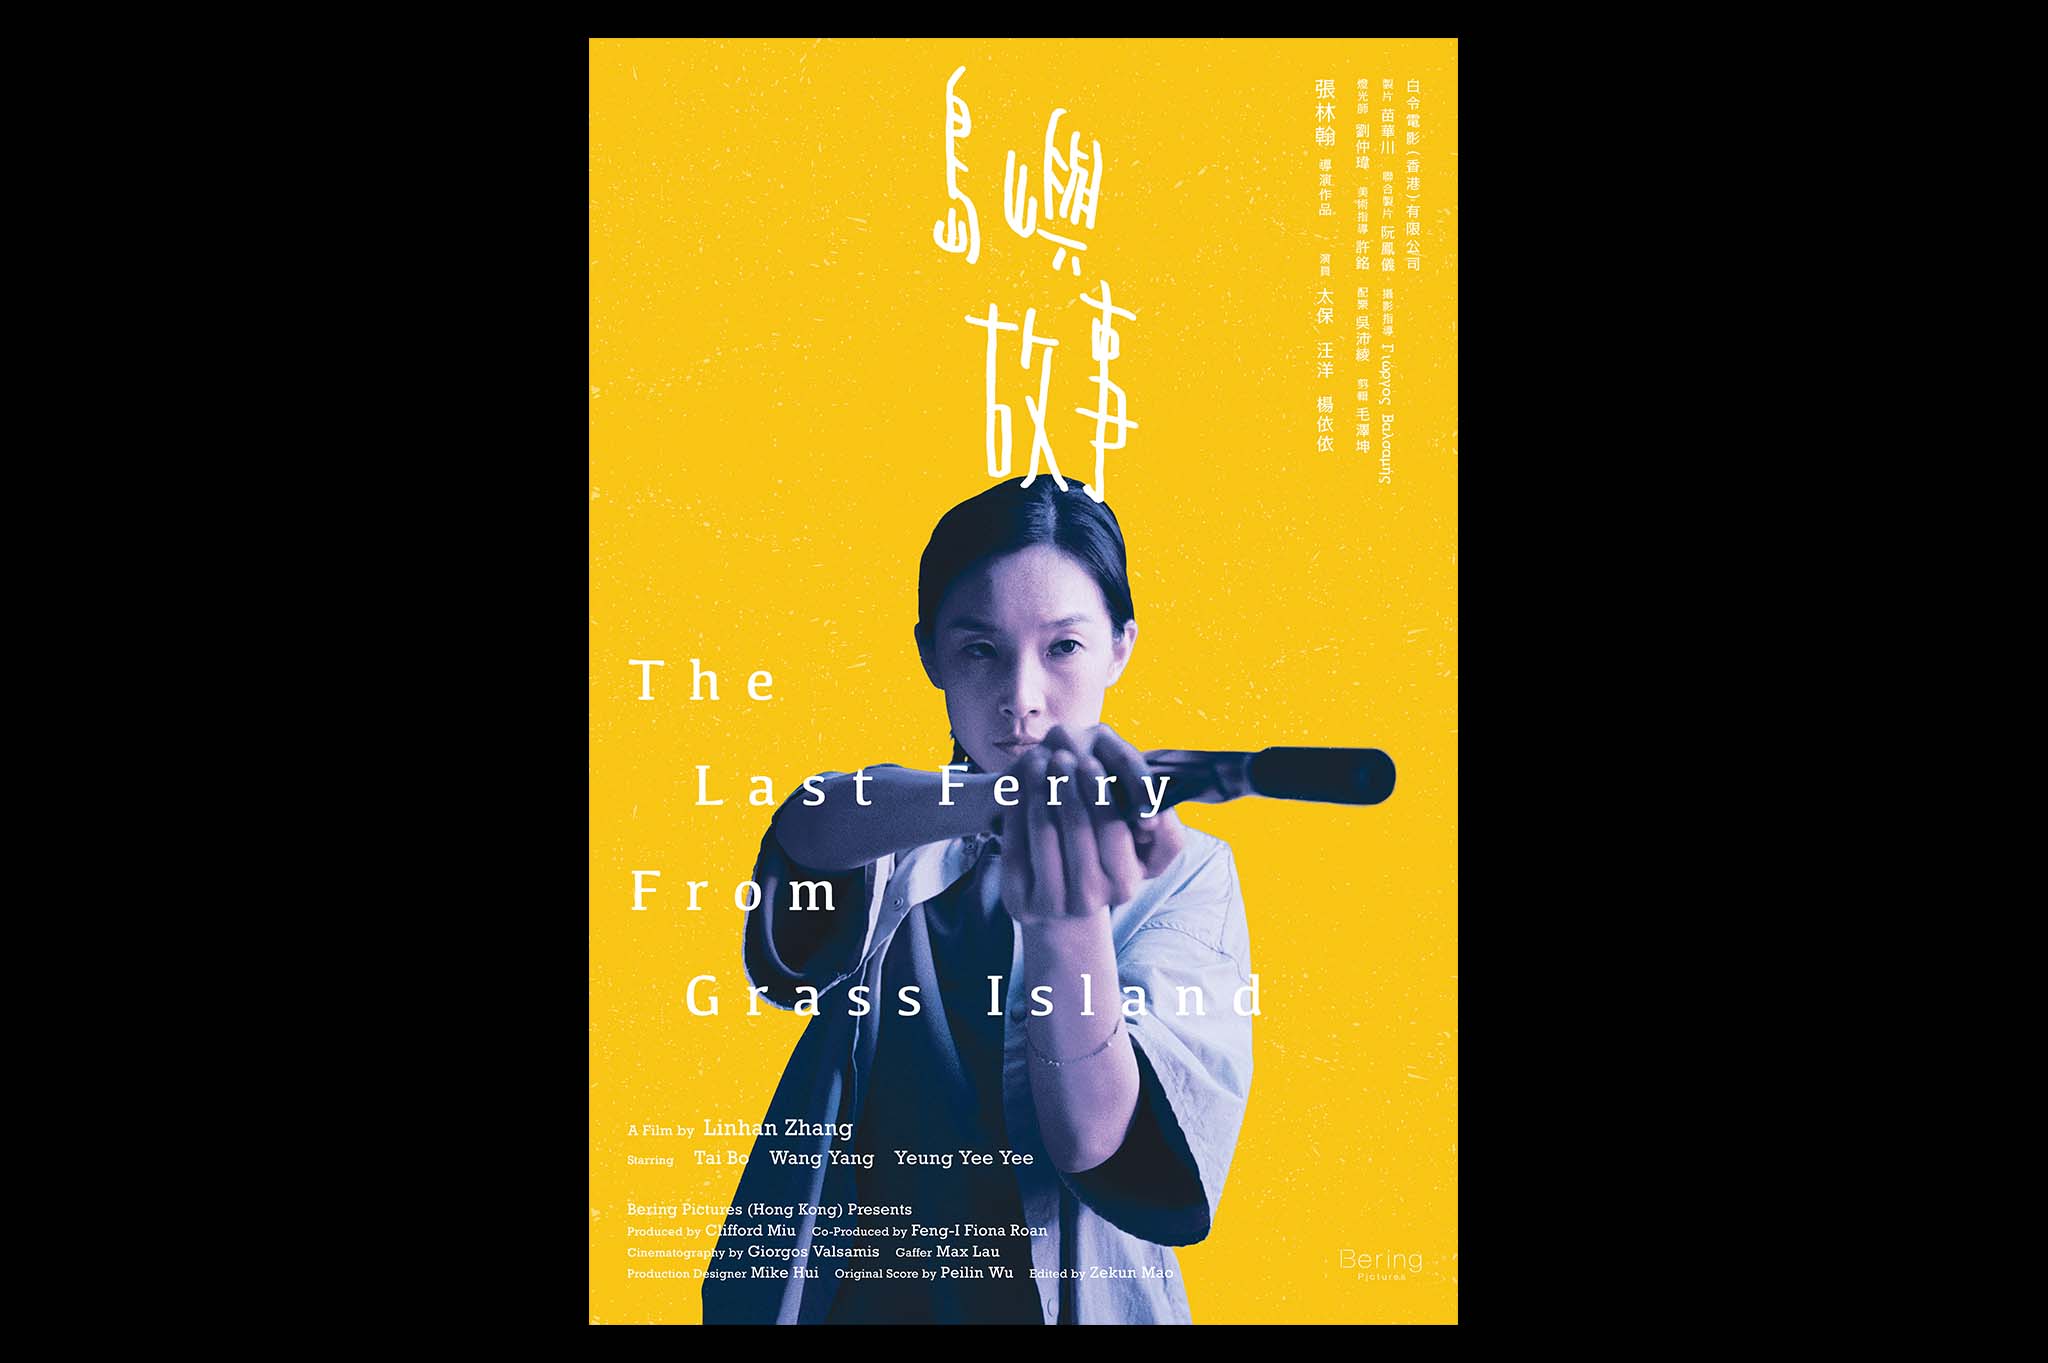 島嶼
故事
白令電影(香港)有限公司
製片 苗華川 聯合製片 阮鳳儀 攝影指導 Γιώργος Βαλσαμής
燈光師 劉仲瑋 美術指導 許銘 配樂 吳沛綾 剪輯 毛澤坤
張林翰 導演作品 演員 太保 汪洋 楊依依
The
Last Ferry
From
Grass Island
A Film by Linhan Zhang
Starring Tai Bo Wang Yang Yeung Yee Yee
Bering Pictures (Hong Kong) Presents
Produced by Clifford Miu Co-Produced by Feng-I Fiona Roan
Cinematography by Giorgos Valsamis Gaffer Max Lau
Production Designer Mike Hui Original Score by Peilin Wu Edited by Zekun Mao
Bering
Pictures